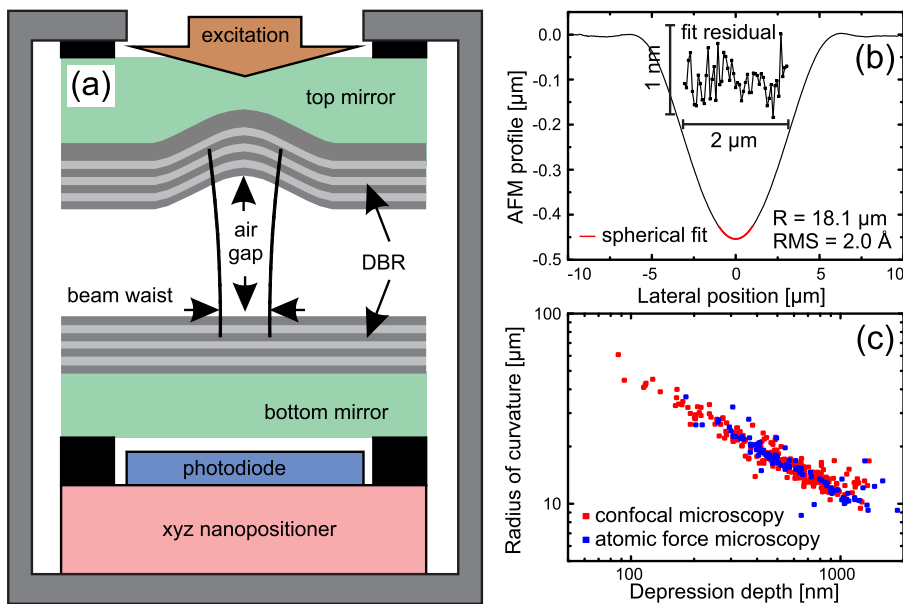 (a)
excitation
top mirror
air
gap
DBR
beam waist
bottom mirror
photodiode
xyz nanopositioner
(b)
AFM profile [µm]
0.0
-0.1
-0.2
-0.3
-0.4
-0.5
fit residual
1 nm
2 µm
spherical fit
R = 18.1 µm
RMS = 2.0 Å
-10 -5 0 5 10
Lateral position [µm]
(c)
Radius of curvature [µm]
100
10
confocal microscopy
atomic force microscopy
100 1000
Depression depth [nm]